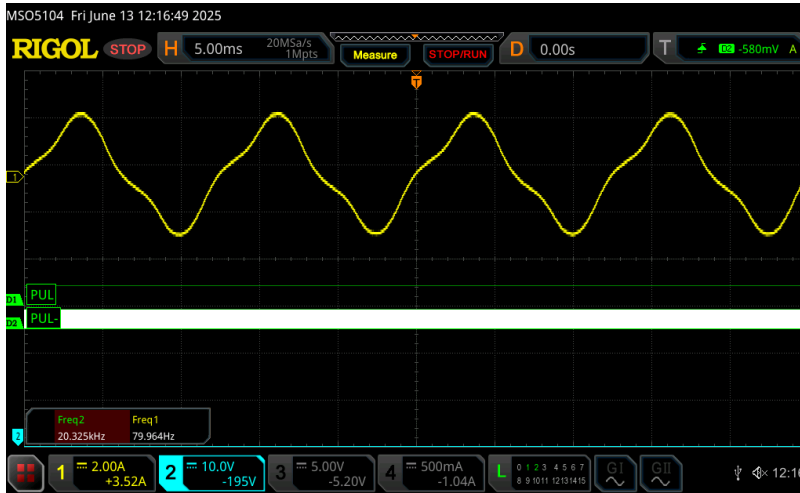 MSO5104 Fri June 13 12:16:49 2025
RIGOL STOP H 5.00ms 20MSa/s 1Mpts Measure STOP/RUN D 0.00s T D2 -580mV A
T
1
D1 PUL
D2 PUL-
Freq2 Freq1
20.325kHz 79.964Hz
2
1 2.00A +3.52A 2 10.0V -195V 3 5.00V -5.20V 4 500mA -1.04A L 0 1 2 3 4 5 6 7 8 9 10 11 12 13 14 15 GI GII 12:16